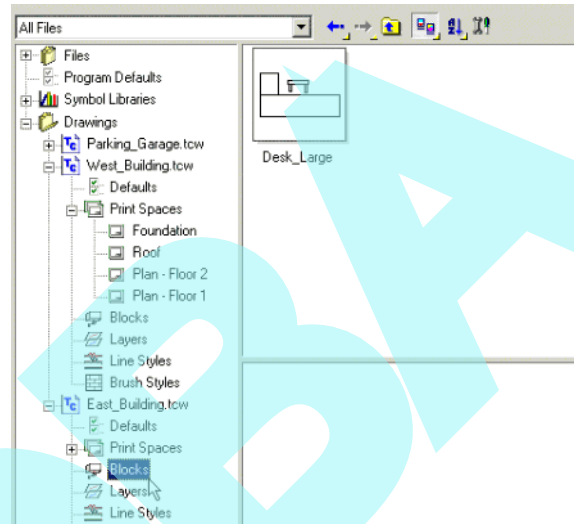 All Files
Files
Program Defaults
Symbol Libraries
Drawings
Parking_Garage.tcw
West_Building.tcw
Defaults
Print Spaces
Foundation
Roof
Plan - Floor 2
Plan - Floor 1
Blocks
Layers
Line Styles
Brush Styles
East_Building.tcw
Defaults
Print Spaces
Blocks
Layers
Line Styles
Desk_Large